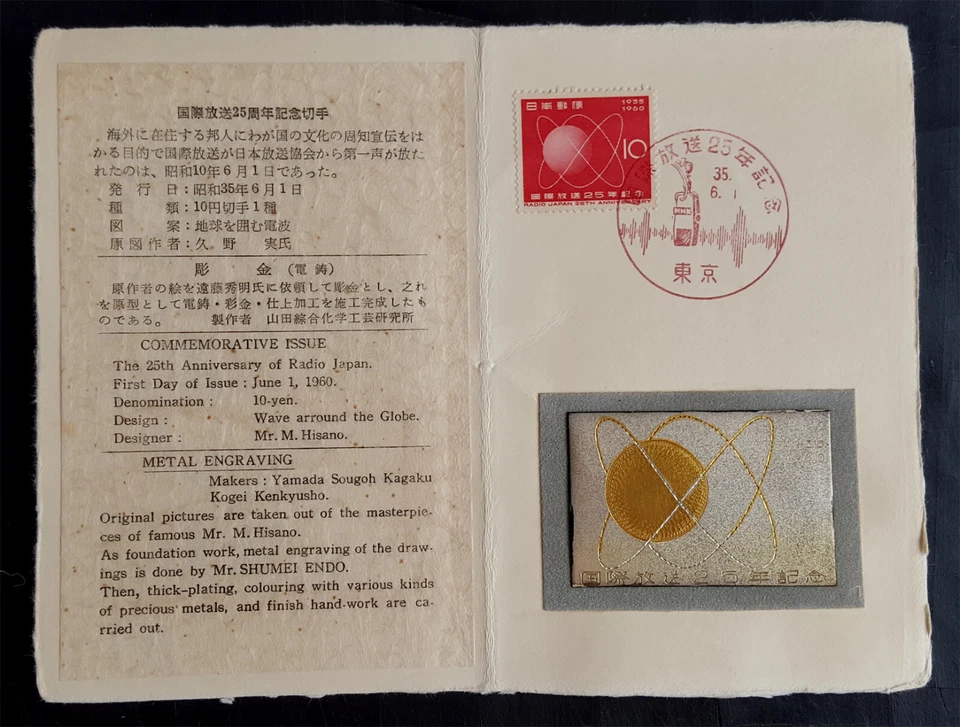 国際放送25周年記念切手
海外に在住する邦人にわが国の文化の周知宣伝をは
かる目的で国際放送が日本放送協会から第一声が放た
れたのは、昭和10年6月1日であった。
発行日:昭和35年6月1日
種類:10円切手1種
図案:地球を囲む電波
原図作者:久野 実氏
彫金(電鋳)
原作者の絵を遠藤秀明氏に依頼して彫金とし、之れ
を原型として電鋳・彩金・仕上加工を施工完成したも
のである。 製作者 山田綜合化学工芸研究所
COMMEMORATIVE ISSUE
The 25th Anniversary of Radio Japan.
First Day of Issue : June 1, 1960.
Denomination : 10-yen.
Design : Wave arround the Globe.
Designer : Mr. M. Hisano.
METAL ENGRAVING
Makers : Yamada Sougoh Kagaku
Kogei Kenkyusho.
Original pictures are taken out of the masterpie-
ces of famous Mr. M. Hisano.
As foundation work, metal engraving of the draw-
ings is done by Mr. SHUMEI ENDO.
Then, thick-plating, colouring with various kinds
of precious metals, and finish hand-work are ca-
rried out.
日本郵便
1935
1960
10
国際放送25年記念
RADIO JAPAN 25TH ANNIVERSARY
際放送25年記念
35.
6. 1
NHK
東京
国際放送25年記念